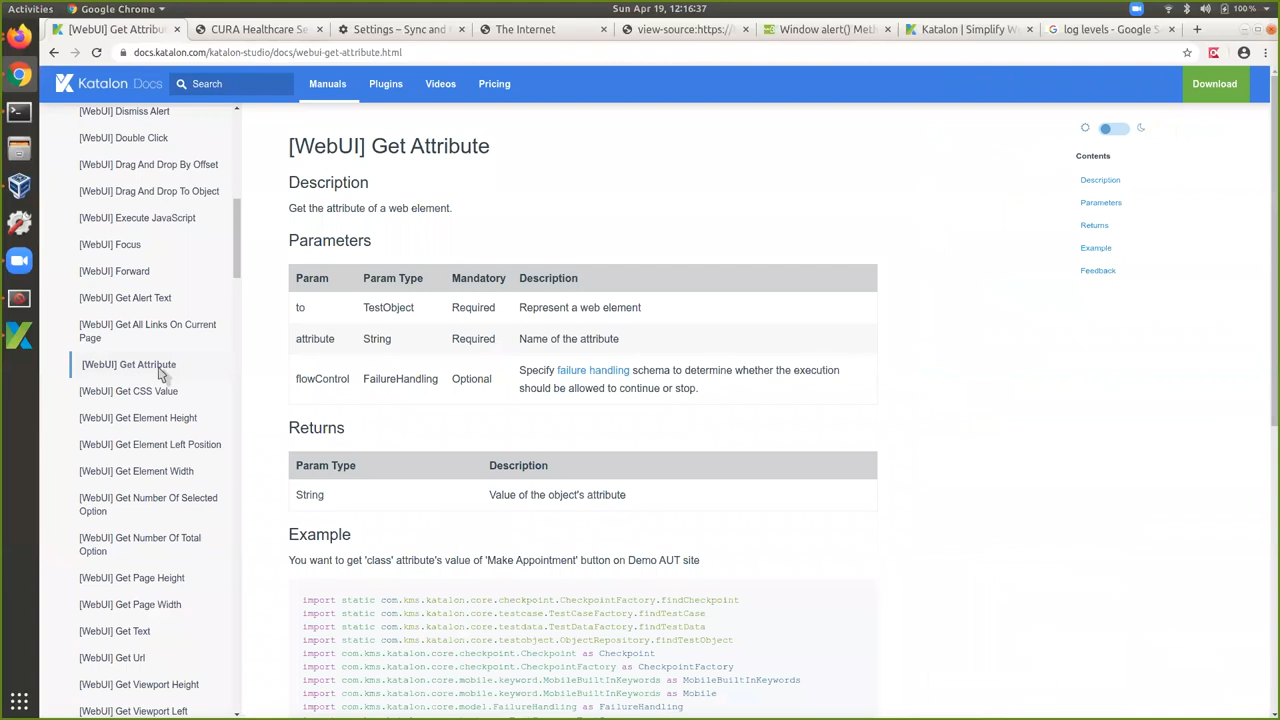 Activities Google Chrome Sun Apr 19, 12:16:37 100%
[WebUI] Get Attribute CURA Healthcare Se Settings – Sync and The Internet view-source:https:// Window alert() Meth Katalon | Simplify W log levels - Google S
docs.katalon.com/katalon-studio/docs/webui-get-attribute.html
Katalon Docs Search Manuals Plugins Videos Pricing Download
[WebUI] Dismiss Alert
[WebUI] Double Click
[WebUI] Drag And Drop By Offset
[WebUI] Drag And Drop To Object
[WebUI] Execute JavaScript
[WebUI] Focus
[WebUI] Forward
[WebUI] Get Alert Text
[WebUI] Get All Links On Current
Page
[WebUI] Get Attribute
[WebUI] Get CSS Value
[WebUI] Get Element Height
[WebUI] Get Element Left Position
[WebUI] Get Element Width
[WebUI] Get Number Of Selected
Option
[WebUI] Get Number Of Total
Option
[WebUI] Get Page Height
[WebUI] Get Page Width
[WebUI] Get Text
[WebUI] Get Url
[WebUI] Get Viewport Height
[WebUI] Get Viewport Left
[WebUI] Get Attribute
Description
Get the attribute of a web element.
Parameters
Param Param Type Mandatory Description
to TestObject Required Represent a web element
attribute String Required Name of the attribute
flowControl FailureHandling Optional Specify failure handling schema to determine whether the execution
should be allowed to continue or stop.
Returns
Param Type Description
String Value of the object's attribute
Example
You want to get 'class' attribute's value of 'Make Appointment' button on Demo AUT site
import static com.kms.katalon.core.checkpoint.CheckpointFactory.findCheckpoint
import static com.kms.katalon.core.testcase.TestCaseFactory.findTestCase
import static com.kms.katalon.core.testdata.TestDataFactory.findTestData
import static com.kms.katalon.core.testobject.ObjectRepository.findTestObject
import com.kms.katalon.core.checkpoint.Checkpoint as Checkpoint
import com.kms.katalon.core.checkpoint.CheckpointFactory as CheckpointFactory
import com.kms.katalon.core.mobile.keyword.MobileBuiltInKeywords as MobileBuiltInKeywords
import com.kms.katalon.core.mobile.keyword.MobileBuiltInKeywords as Mobile
import com.kms.katalon.core.model.FailureHandling as FailureHandling
Contents
Description
Parameters
Returns
Example
Feedback